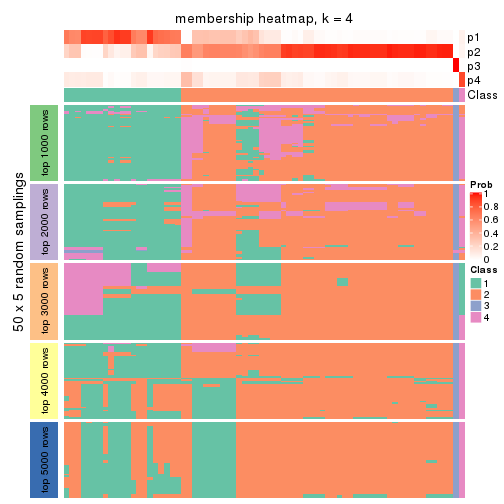 membership heatmap, k = 4
p1
p2
p3
p4
Class
50 x 5 random samplings
top 1000 rows
top 2000 rows
top 3000 rows
top 4000 rows
top 5000 rows
Prob
1
0.8
0.6
0.4
0.2
0
Class
1
2
3
4